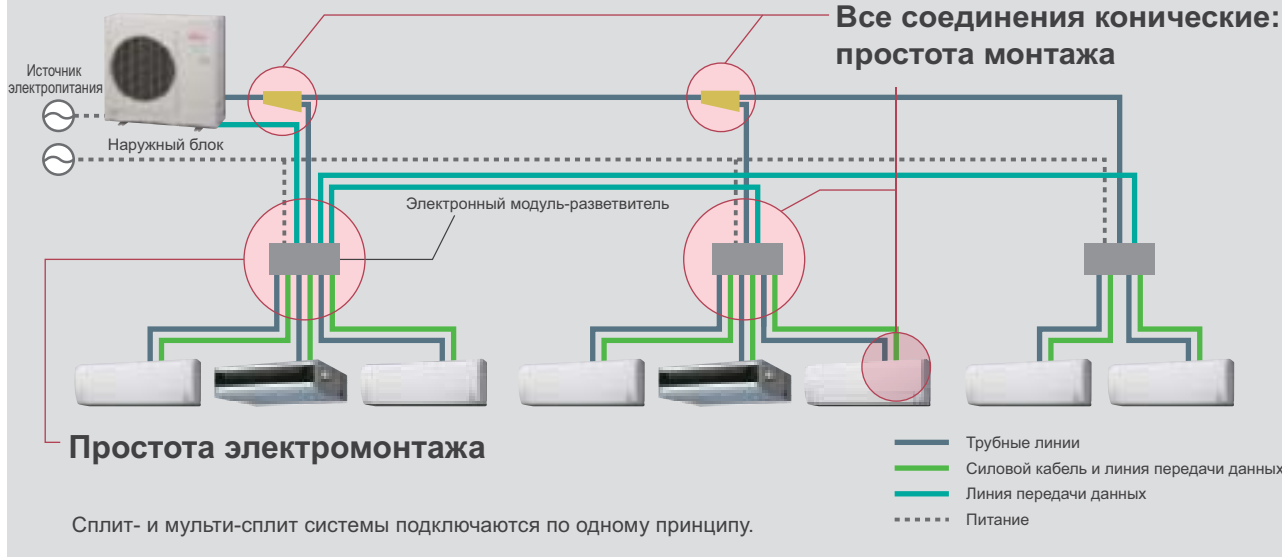 Все соединения конические:
простота монтажа
Источник
электропитания
Наружный блок
Электронный модуль-разветвитель
Простота электромонтажа
Трубные линии
Силовой кабель и линия передачи данных
Линия передачи данных
Питание
Сплит- и мульти-сплит системы подключаются по одному принципу.